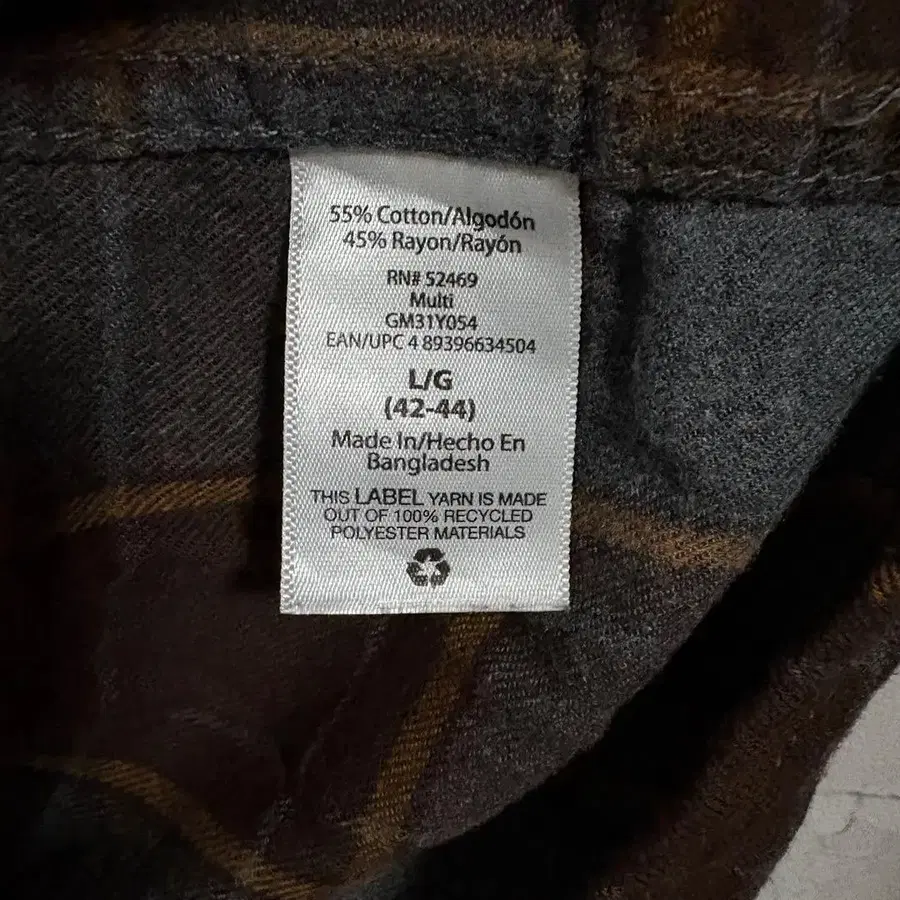 55% Cotton/Algodón
45% Rayon/Rayón
RN# 52469
Multi
GM31Y054
EAN/UPC 4 89396634504
L/G
(42-44)
Made In/Hecho En
Bangladesh
THIS LABEL YARN IS MADE
OUT OF 100% RECYCLED
POLYESTER MATERIALS